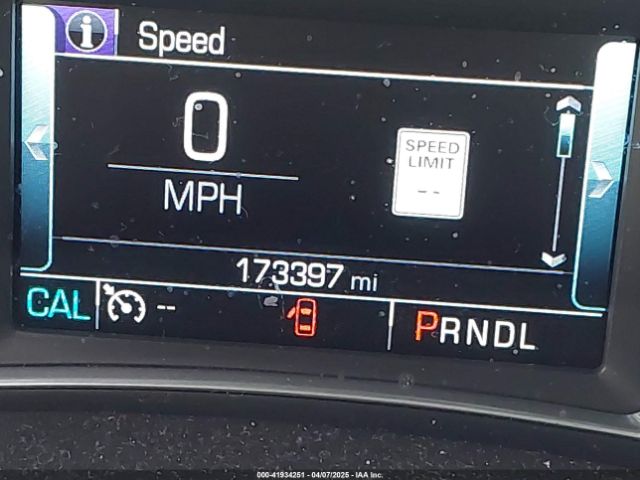 i Speed
0
MPH
SPEED
LIMIT
--
173397 mi
CAL -- PRNDL
000-41934251 - 04/07/2025 - IAA Inc.